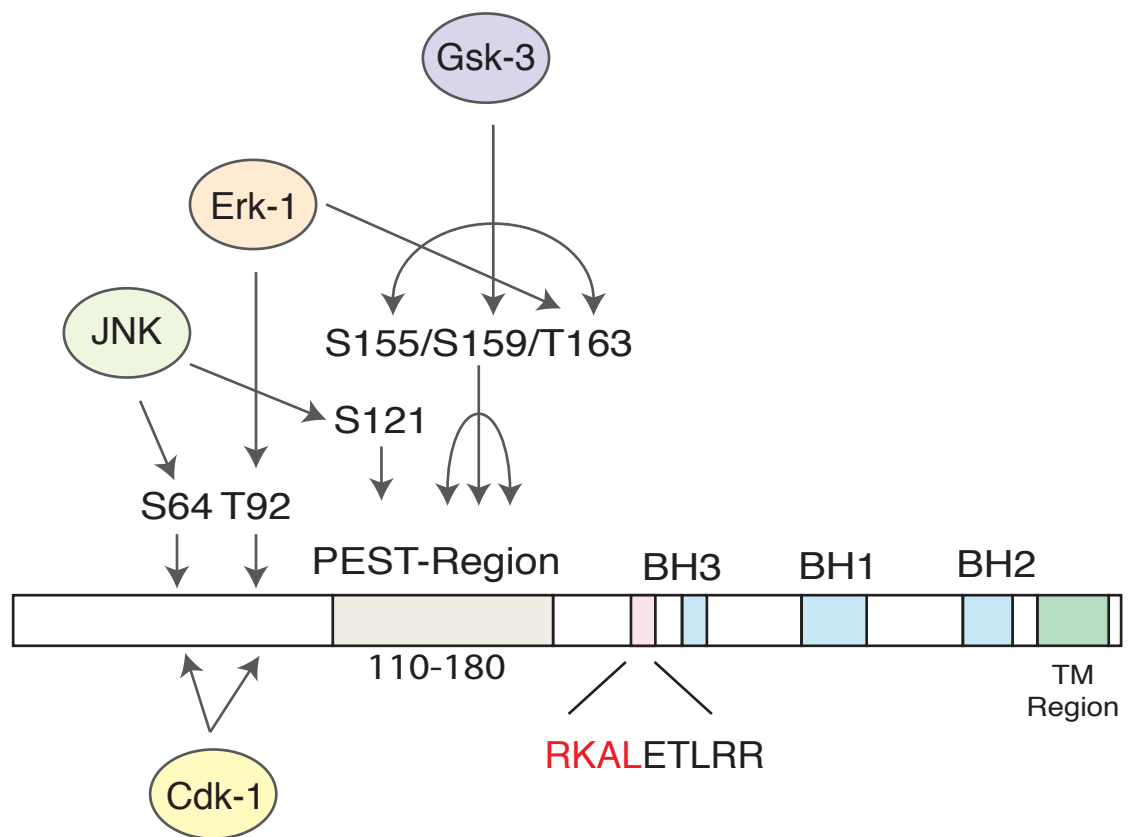 Gsk-3
Erk-1
JNK
S155/S159/T163
S121
S64 T92
PEST-Region
BH3
BH1
BH2
110-180
TM
Region
RKALETLRR
Cdk-1